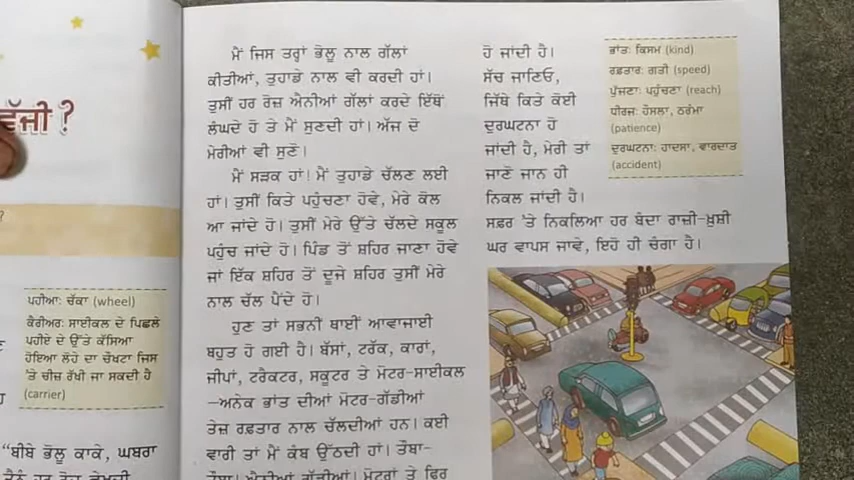 ਵੱਜੀ ?
ਪਹੀਆ: ਚੱਕਾ (wheel)
ਕੈਰੀਅਰ: ਸਾਈਕਲ ਦੇ ਪਿਛਲੇ
ਪਹੀਏ ਦੇ ਉੱਤੇ ਕੱਸਿਆ
ਹੋਇਆ ਲੋਹੇ ਦਾ ਚੌਖਟਾ ਜਿਸ
'ਤੇ ਚੀਜ਼ ਰੱਖੀ ਜਾ ਸਕਦੀ ਹੈ
(carrier)
"ਬੀਬੇ ਭੋਲੂ ਕਾਕੇ, ਘਬਰਾ
ਮੈਂ ਜਿਸ ਤਰ੍ਹਾਂ ਭੋਲੂ ਨਾਲ ਗੱਲਾਂ
ਕੀਤੀਆਂ, ਤੁਹਾਡੇ ਨਾਲ ਵੀ ਕਰਦੀ ਹਾਂ।
ਤੁਸੀਂ ਹਰ ਰੋਜ਼ ਐਨੀਆਂ ਗੱਲਾਂ ਕਰਦੇ ਇੱਥੋਂ
ਲੰਘਦੇ ਹੋ ਤੇ ਮੈਂ ਸੁਣਦੀ ਹਾਂ। ਅੱਜ ਦੋ
ਮੇਰੀਆਂ ਵੀ ਸੁਣੋ।
ਮੈਂ ਸੜਕ ਹਾਂ! ਮੈਂ ਤੁਹਾਡੇ ਚੱਲਣ ਲਈ
ਹਾਂ। ਤੁਸੀਂ ਕਿਤੇ ਪਹੁੰਚਣਾ ਹੋਵੇ, ਮੇਰੇ ਕੋਲ
ਆ ਜਾਂਦੇ ਹੋ। ਤੁਸੀਂ ਮੇਰੇ ਉੱਤੇ ਚੱਲਦੇ ਸਕੂਲ
ਪਹੁੰਚ ਜਾਂਦੇ ਹੋ। ਪਿੰਡ ਤੋਂ ਸ਼ਹਿਰ ਜਾਣਾ ਹੋਵੇ
ਜਾਂ ਇੱਕ ਸ਼ਹਿਰ ਤੋਂ ਦੂਜੇ ਸ਼ਹਿਰ ਤੁਸੀਂ ਮੇਰੇ
ਨਾਲ ਚੱਲ ਪੈਂਦੇ ਹੋ।
ਹੁਣ ਤਾਂ ਸਭਨੀਂ ਥਾਈਂ ਆਵਾਜਾਈ
ਬਹੁਤ ਹੋ ਗਈ ਹੈ। ਬੱਸਾਂ, ਟਰੱਕ, ਕਾਰਾਂ,
ਜੀਪਾਂ, ਟਰੈਕਟਰ, ਸਕੂਟਰ ਤੇ ਮੋਟਰ-ਸਾਈਕਲ
–ਅਨੇਕ ਭਾਂਤ ਦੀਆਂ ਮੋਟਰ-ਗੱਡੀਆਂ
ਤੇਜ਼ ਰਫ਼ਤਾਰ ਨਾਲ ਚੱਲਦੀਆਂ ਹਨ। ਕਈ
ਵਾਰੀ ਤਾਂ ਮੈਂ ਕੰਬ ਉੱਠਦੀ ਹਾਂ। ਤੌਬਾ-
ਤੌਬਾ! ਐਨੀਆਂ ਗੱਡੀਆਂ! ਮੋਟਰਾਂ ਤੇ ਫਿਰ
ਹੋ ਜਾਂਦੀ ਹੈ।
ਸੱਚ ਜਾਣਿਓ,
ਜਿੱਥੇ ਕਿਤੇ ਕੋਈ
ਦੁਰਘਟਨਾ ਹੋ
ਜਾਂਦੀ ਹੈ, ਮੇਰੀ ਤਾਂ
ਜਾਣੋ ਜਾਨ ਹੀ
ਨਿਕਲ ਜਾਂਦੀ ਹੈ।
ਸਫ਼ਰ 'ਤੇ ਨਿਕਲਿਆ ਹਰ ਬੰਦਾ ਰਾਜ਼ੀ-ਖ਼ੁਸ਼ੀ
ਘਰ ਵਾਪਸ ਜਾਵੇ, ਇਹੋ ਹੀ ਚੰਗਾ ਹੈ।
ਭਾਂਤ: ਕਿਸਮ (kind)
ਰਫ਼ਤਾਰ: ਗਤੀ (speed)
ਪੁੱਜਣਾ: ਪਹੁੰਚਣਾ (reach)
ਧੀਰਜ: ਹੌਸਲਾ, ਠਰੰਮਾ
(patience)
ਦੁਰਘਟਨਾ: ਹਾਦਸਾ, ਵਾਰਦਾਤ
(accident)